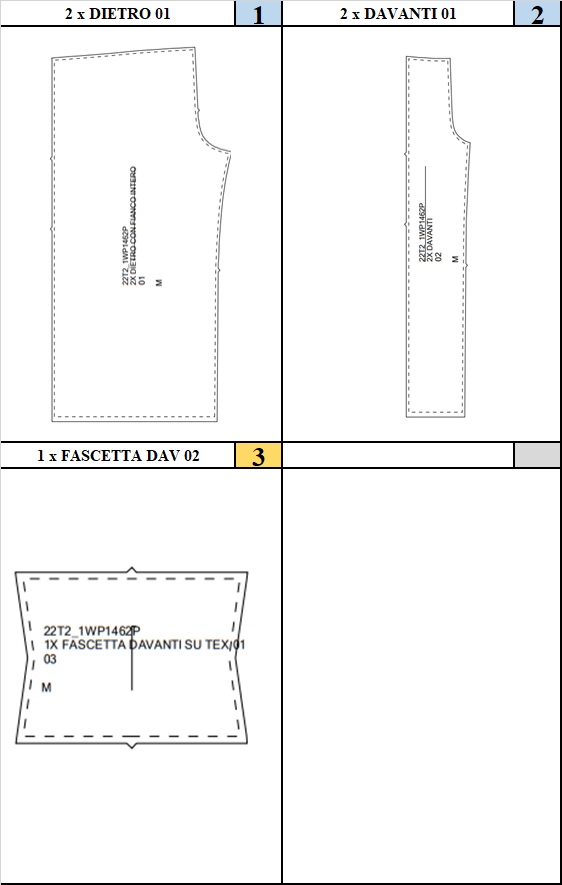 2 x DIETRO 01
1
2 x DAVANTI 01
2
22T2_1WP1462P
2X DIETRO CON FIANCO INTERO
01
M
22T2_1WP1462P
2X DAVANTI
02
M
1 x FASCETTA DAV 02
3
22T2_1WP1462P
1X FASCETTA DAVANTI SU TEX 01
03
M